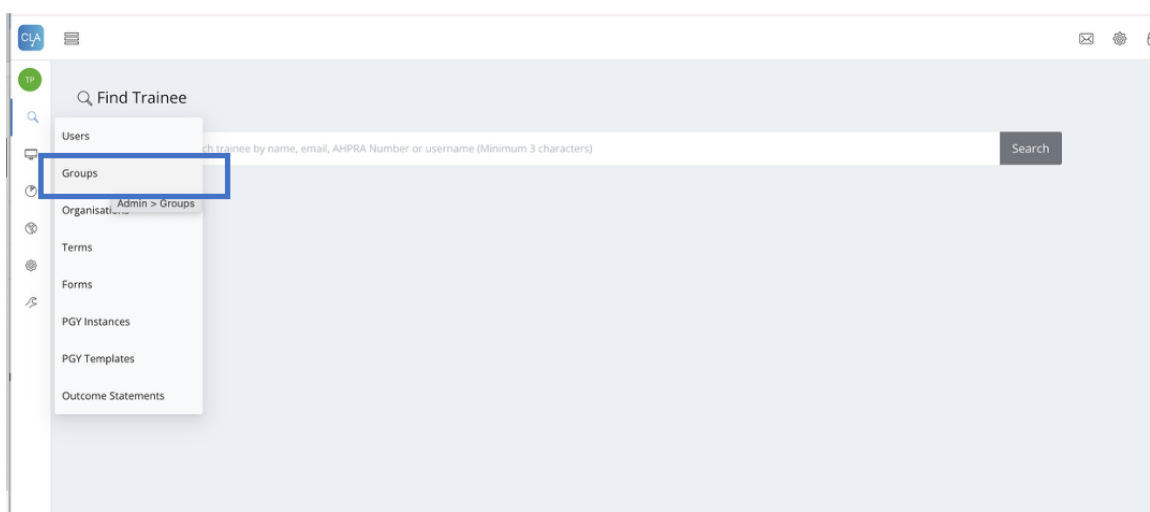 CLA
TP
Find Trainee
Users
ch trainee by name, email, AHPRA Number or username (Minimum 3 characters)
Search
Groups
Admin > Groups
Organisations
Terms
Forms
PGY Instances
PGY Templates
Outcome Statements